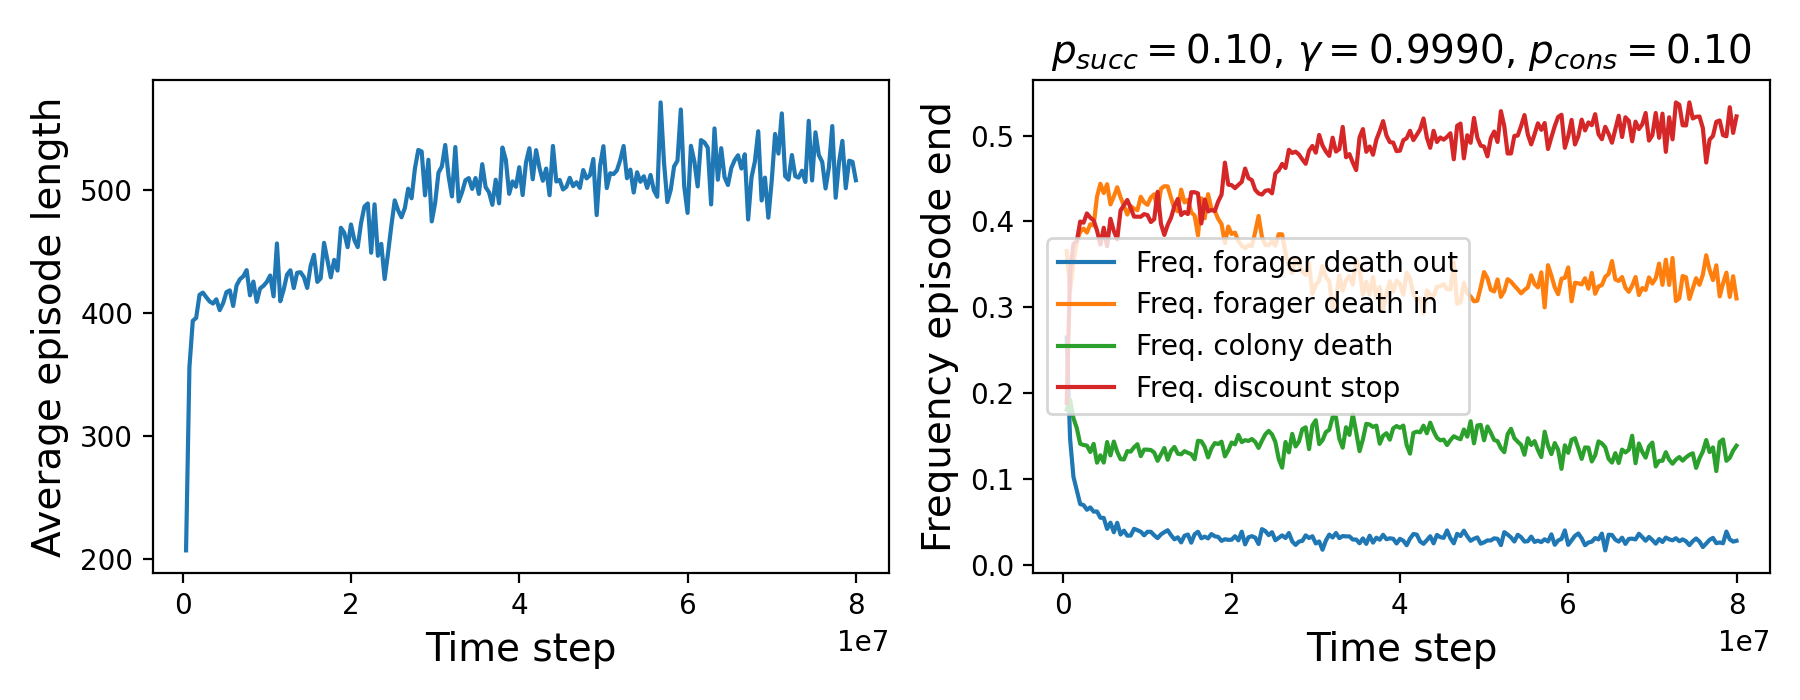 Average episode length
500
400
300
200
0 2 4 6 8
1e7
Time step
p_succ = 0.10, γ = 0.9990, p_cons = 0.10
Frequency episode end
0.5
0.4
0.3
0.2
0.1
0.0
Freq. forager death out
Freq. forager death in
Freq. colony death
Freq. discount stop
0 2 4 6 8
1e7
Time step